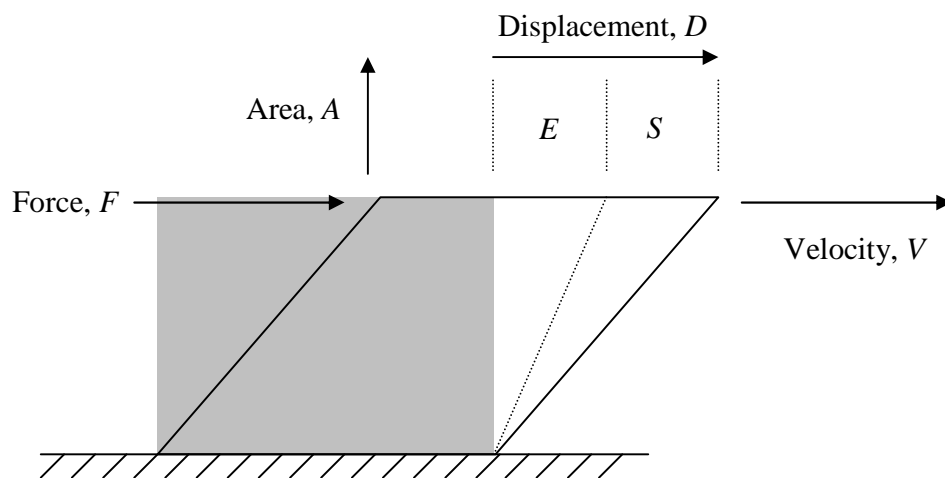 Displacement, D
Area, A
E
S
Force, F
Velocity, V